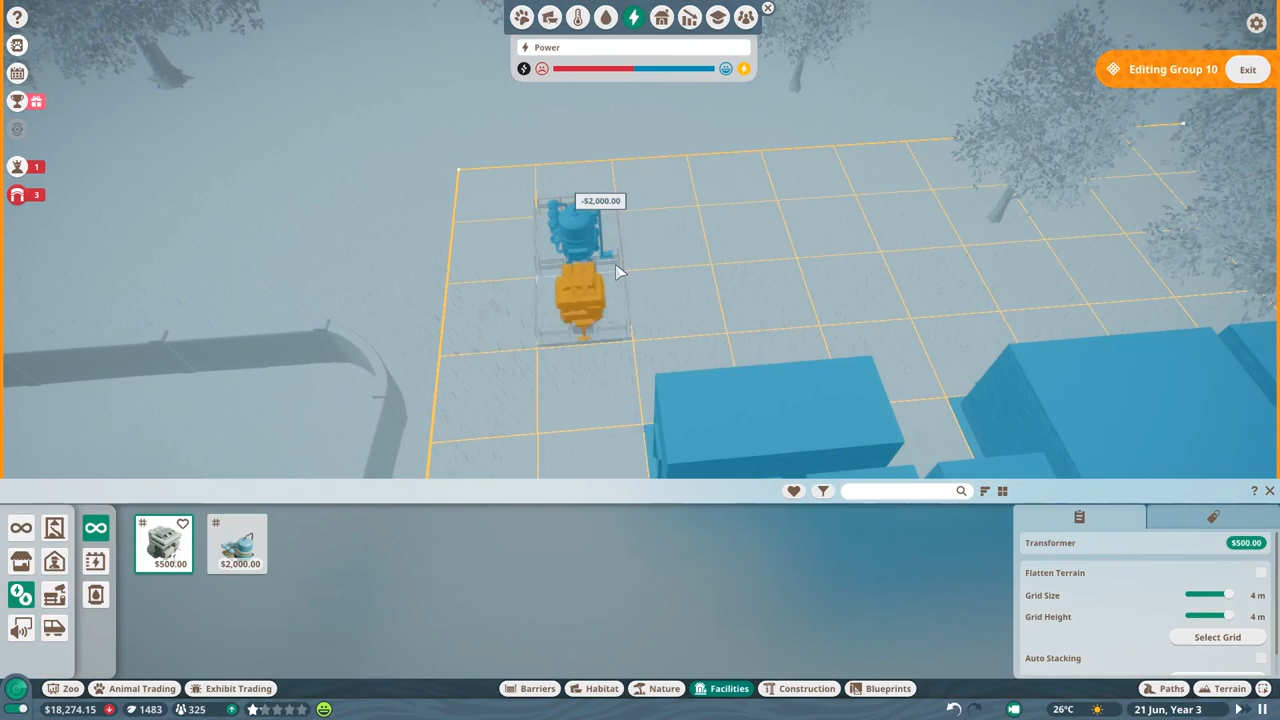 Power
Editing Group 10
Exit
1
3
-$2,000.00
#
$500.00
#
$2,000.00
?
Transformer
$500.00
Flatten Terrain
Grid Size
4 m
Grid Height
4 m
Select Grid
Auto Stacking
Zoo
Animal Trading
Exhibit Trading
Barriers
Habitat
Nature
Facilities
Construction
Blueprints
Paths
Terrain
$18,274.15
1483
325
26°C
21 Jun, Year 3